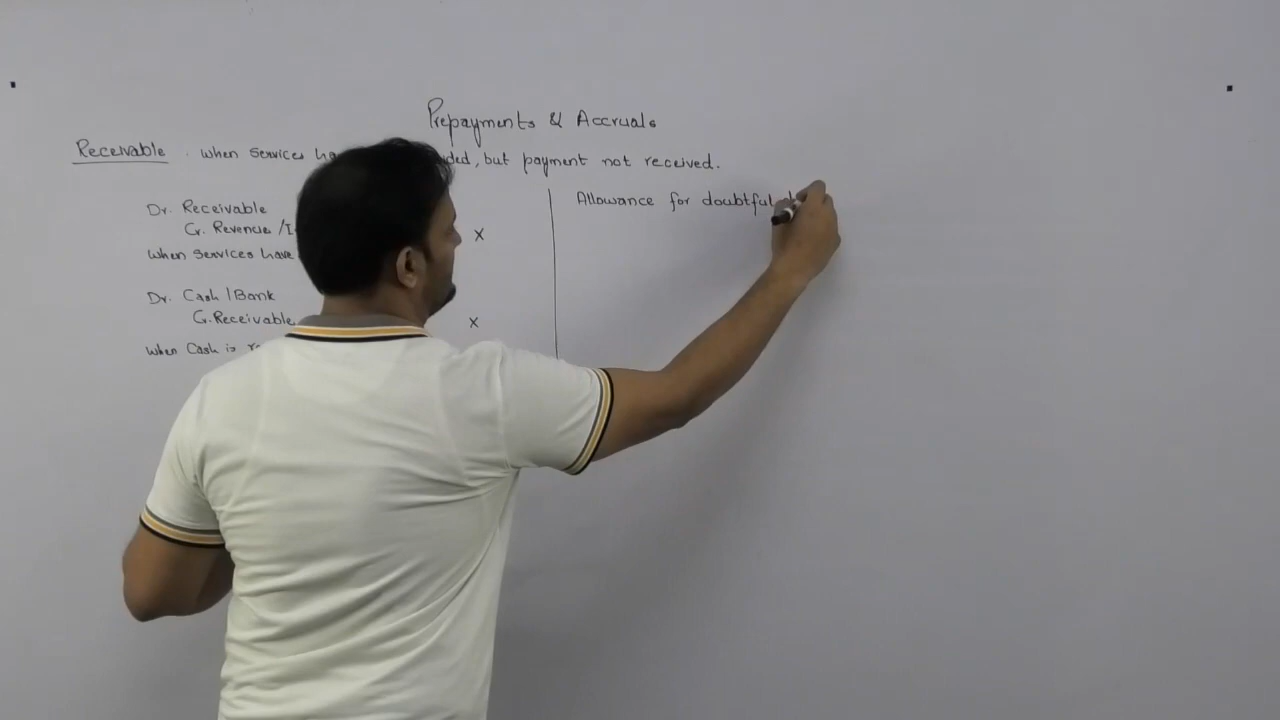 Prepayments & Accruals
Receivable . When Services ded, but payment not received.
Dr. Receivable
Cr. Revenue / x
When Services have
Dr. Cash/Bank
Cr. Receivable x
When Cash is
Allowance for doubtful